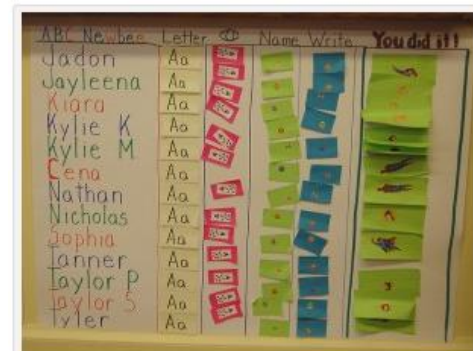 ABC Newbee Letter Name Write You did it!
Jadon Aa
Jayleena Aa
Kiara Aa
Kylie K Aa
Kylie M Aa
Cena Aa
Nathan Aa
Nicholas Aa
Sophia Aa
Tanner Aa
Taylor P Aa
Taylor S Aa
Tyler Aa